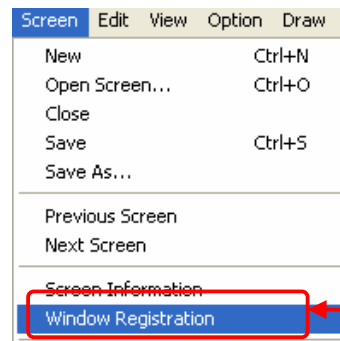 Screen Edit View Option Draw
New Ctrl+N
Open Screen... Ctrl+O
Close
Save Ctrl+S
Save As...
Previous Screen
Next Screen
Screen Information
Window Registration